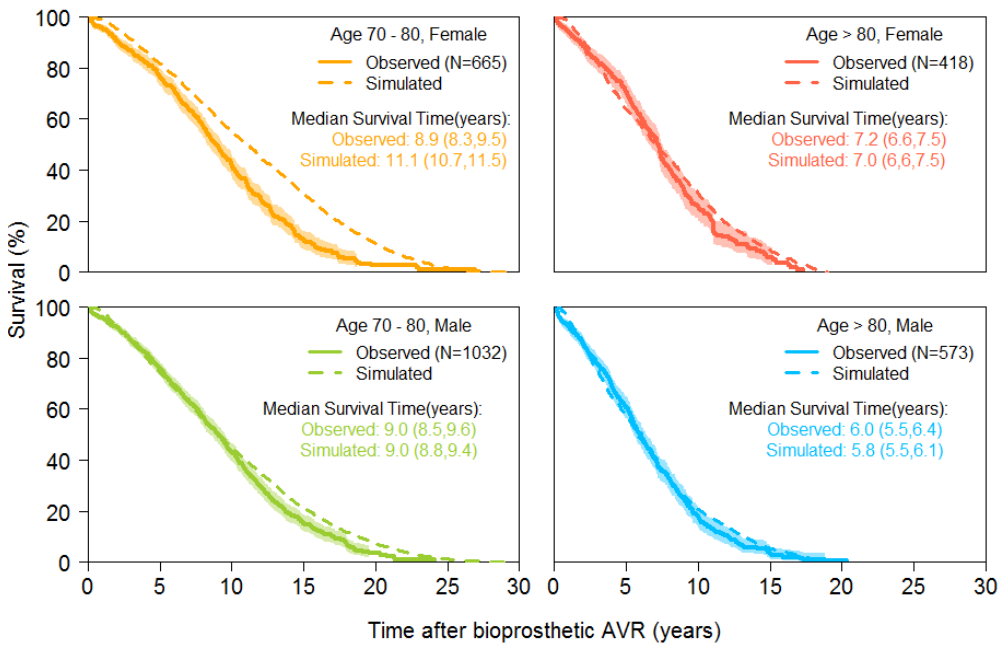 Survival (%)
100
80
60
40
20
0
Age 70 - 80, Female
Observed (N=665)
Simulated
Median Survival Time(years):
Observed: 8.9 (8.3,9.5)
Simulated: 11.1 (10.7,11.5)
Age > 80, Female
Observed (N=418)
Simulated
Median Survival Time(years):
Observed: 7.2 (6.6,7.5)
Simulated: 7.0 (6,6,7.5)
100
80
60
40
20
0
Age 70 - 80, Male
Observed (N=1032)
Simulated
Median Survival Time(years):
Observed: 9.0 (8.5,9.6)
Simulated: 9.0 (8.8,9.4)
Age > 80, Male
Observed (N=573)
Simulated
Median Survival Time(years):
Observed: 6.0 (5.5,6.4)
Simulated: 5.8 (5.5,6.1)
0 5 10 15 20 25 30
0 5 10 15 20 25 30
Time after bioprosthetic AVR (years)